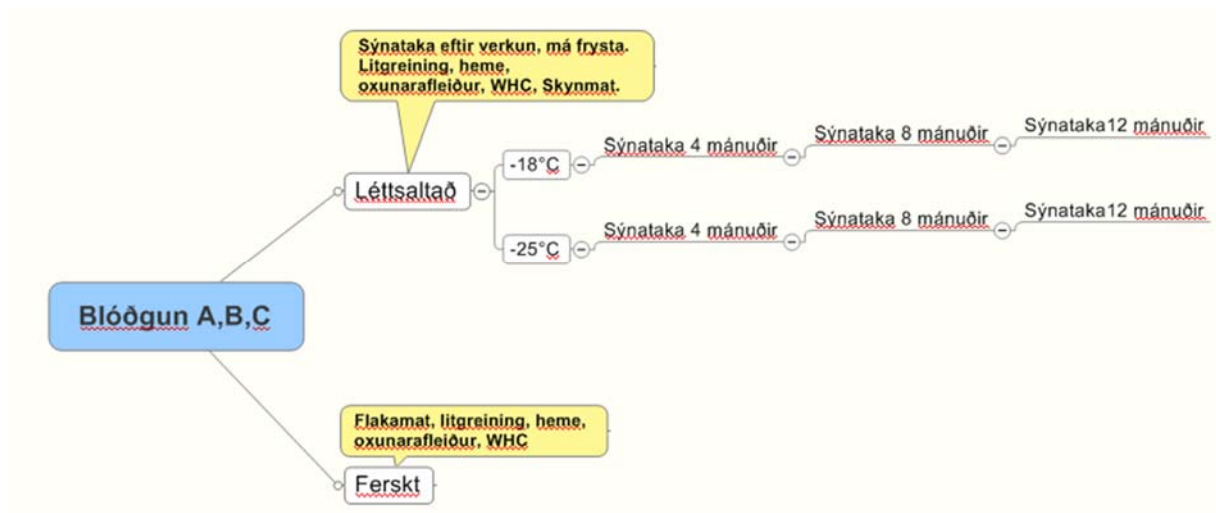 Sýnataka eftir verkun, má frysta.
Litgreining, heme,
oxunarafleiður, WHC, Skynmat.
Léttsaltað
-18°C
Sýnataka 4 mánuðir
Sýnataka 8 mánuðir
Sýnataka12 mánuðir
-25°C
Sýnataka 4 mánuðir
Sýnataka 8 mánuðir
Sýnataka12 mánuðir
Blóðgun A,B,C
Flakamat, litgreining, heme,
oxunarafleiður, WHC
Ferskt